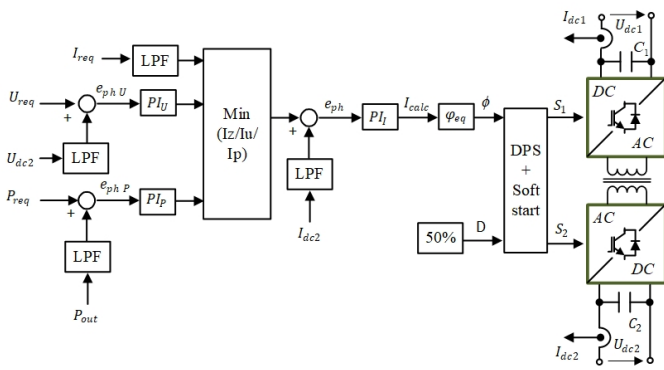 I_req
LPF
U_req
+
e_ph U
PI_U
U_dc2
LPF
P_req
+
e_ph P
PI_P
LPF
P_out
Min
(Iz/Iu/
Ip)
+
e_ph
PI_I
I_calc
φ_eq
ϕ
LPF
I_dc2
50%
D
DPS
+
Soft
start
S_1
S_2
I_dc1
U_dc1
C_1
DC
AC
AC
DC
C_2
U_dc2
I_dc2